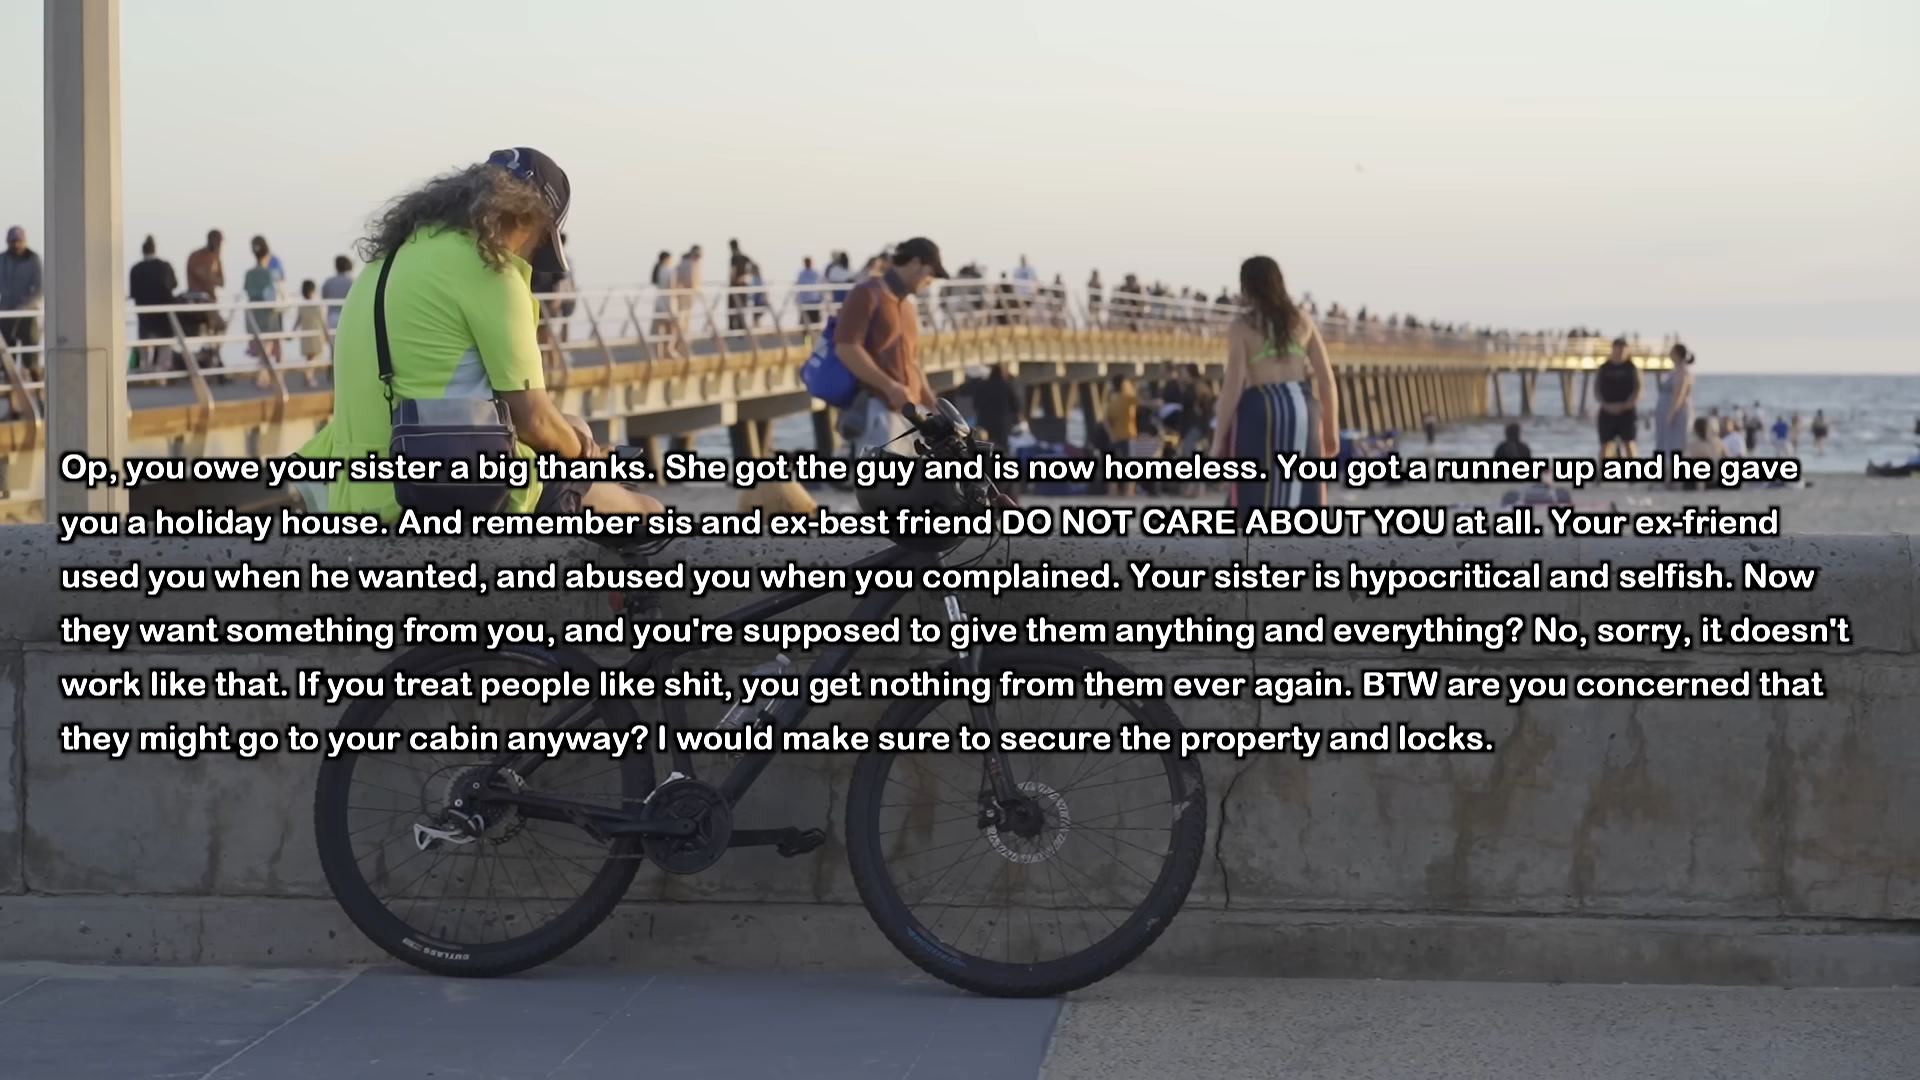 Op, you owe your sister a big thanks. She got the guy and is now homeless. You got a runner up and he gave
you a holiday house. And remember sis and ex-best friend DO NOT CARE ABOUT YOU at all. Your ex-friend
used you when he wanted, and abused you when you complained. Your sister is hypocritical and selfish. Now
they want something from you, and you're supposed to give them anything and everything? No, sorry, it doesn't
work like that. If you treat people like shit, you get nothing from them ever again. BTW are you concerned that
they might go to your cabin anyway? I would make sure to secure the property and locks.
CUTLASS